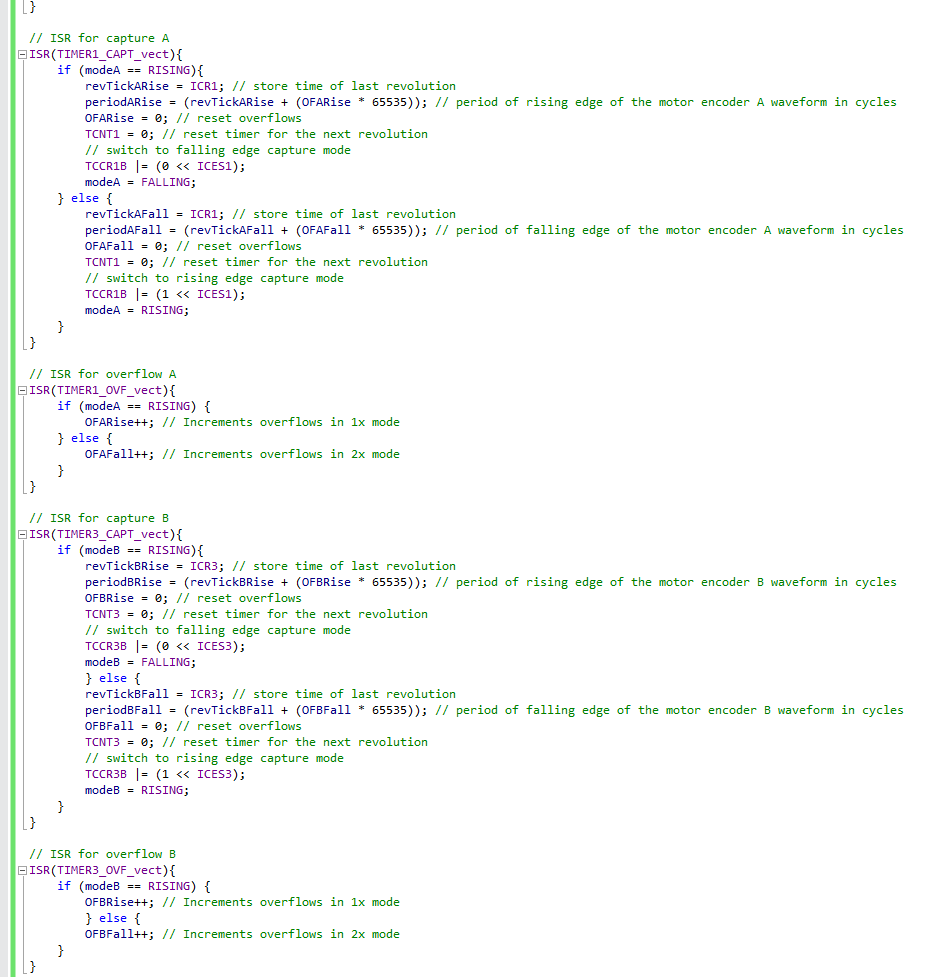 }
// ISR for capture A
ISR(TIMER1_CAPT_vect){
if (modeA == RISING){
revTickARise = ICR1; // store time of last revolution
periodARise = (revTickARise + (OFARise * 65535)); // period of rising edge of the motor encoder A waveform in cycles
OFARise = 0; // reset overflows
TCNT1 = 0; // reset timer for the next revolution
// switch to falling edge capture mode
TCCR1B |= (0 << ICES1);
modeA = FALLING;
} else {
revTickAFall = ICR1; // store time of last revolution
periodAFall = (revTickAFall + (OFAFall * 65535)); // period of falling edge of the motor encoder A waveform in cycles
OFAFall = 0; // reset overflows
TCNT1 = 0; // reset timer for the next revolution
// switch to rising edge capture mode
TCCR1B |= (1 << ICES1);
modeA = RISING;
}
}
// ISR for overflow A
ISR(TIMER1_OVF_vect){
if (modeA == RISING) {
OFARise++; // Increments overflows in 1x mode
} else {
OFAFall++; // Increments overflows in 2x mode
}
}
// ISR for capture B
ISR(TIMER3_CAPT_vect){
if (modeB == RISING){
revTickBRise = ICR3; // store time of last revolution
periodBRise = (revTickBRise + (OFBRise * 65535)); // period of rising edge of the motor encoder B waveform in cycles
OFBRise = 0; // reset overflows
TCNT3 = 0; // reset timer for the next revolution
// switch to falling edge capture mode
TCCR3B |= (0 << ICES3);
modeB = FALLING;
} else {
revTickBFall = ICR3; // store time of last revolution
periodBFall = (revTickBFall + (OFBFall * 65535)); // period of falling edge of the motor encoder B waveform in cycles
OFBFall = 0; // reset overflows
TCNT3 = 0; // reset timer for the next revolution
// switch to rising edge capture mode
TCCR3B |= (1 << ICES3);
modeB = RISING;
}
}
// ISR for overflow B
ISR(TIMER3_OVF_vect){
if (modeB == RISING) {
OFBRise++; // Increments overflows in 1x mode
} else {
OFBFall++; // Increments overflows in 2x mode
}
}